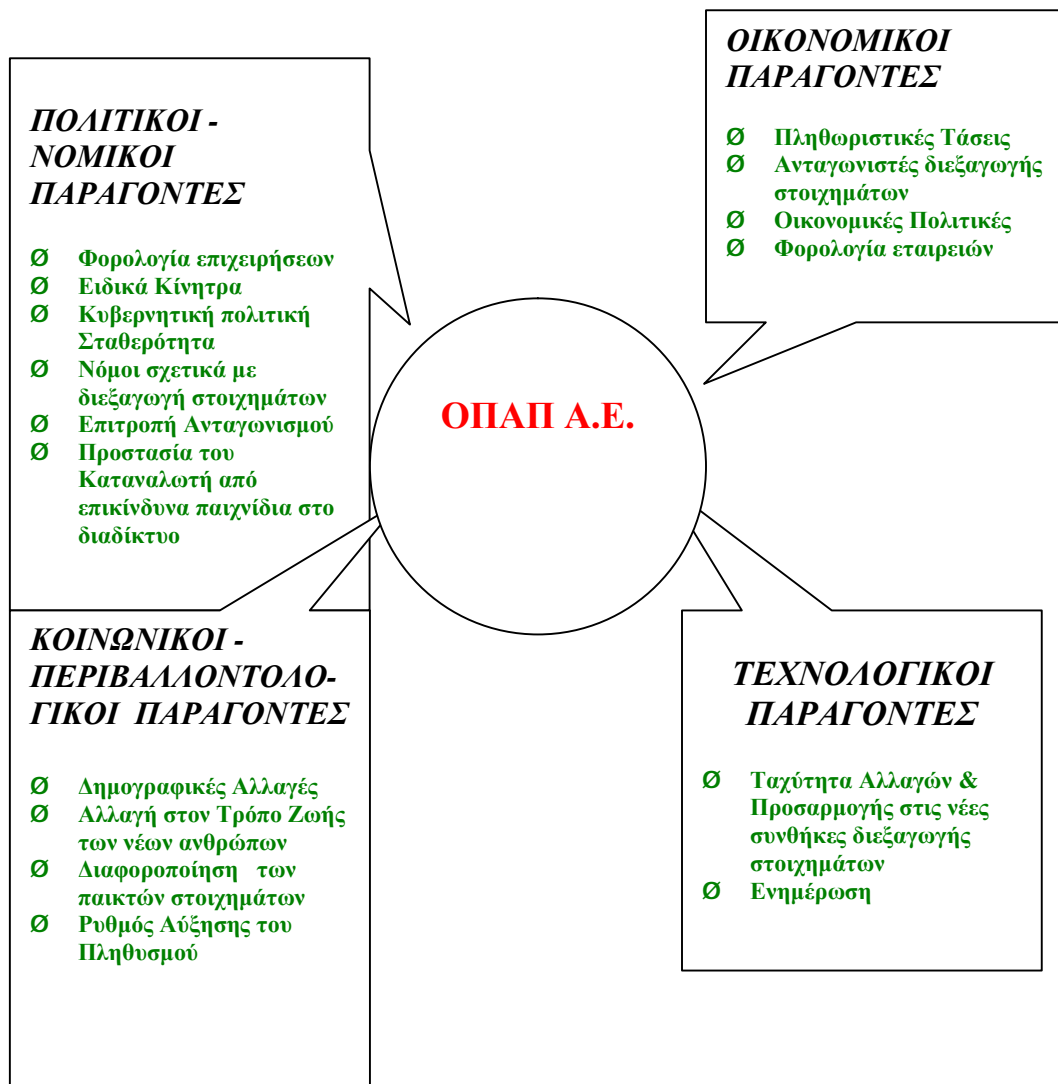 ΠΟΛΙΤΙΚΟΙ -
ΝΟΜΙΚΟΙ
ΠΑΡΑΓΟΝΤΕΣ
Ø Φορολογία επιχειρήσεων
Ø Ειδικά Κίνητρα
Ø Κυβερνητική πολιτική
Σταθερότητα
Ø Νόμοι σχετικά με
διεξαγωγή στοιχημάτων
Ø Επιτροπή Ανταγωνισμού
Ø Προστασία του
Καταναλωτή από
επικίνδυνα παιχνίδια στο
διαδίκτυο
ΟΙΚΟΝΟΜΙΚΟΙ
ΠΑΡΑΓΟΝΤΕΣ
Ø Πληθωριστικές Τάσεις
Ø Ανταγωνιστές διεξαγωγής
στοιχημάτων
Ø Οικονομικές Πολιτικές
Ø Φορολογία εταιρειών
ΟΠΑΠ Α.Ε.
ΚΟΙΝΩΝΙΚΟΙ -
ΠΕΡΙΒΑΛΛΟΝΤΟΛΟ-
ΓΙΚΟΙ ΠΑΡΑΓΟΝΤΕΣ
Ø Δημογραφικές Αλλαγές
Ø Αλλαγή στον Τρόπο Ζωής
των νέων ανθρώπων
Ø Διαφοροποίηση των
παικτών στοιχημάτων
Ø Ρυθμός Αύξησης του
Πληθυσμού
ΤΕΧΝΟΛΟΓΙΚΟΙ
ΠΑΡΑΓΟΝΤΕΣ
Ø Ταχύτητα Αλλαγών &
Προσαρμογής στις νέες
συνθήκες διεξαγωγής
στοιχημάτων
Ø Ενημέρωση